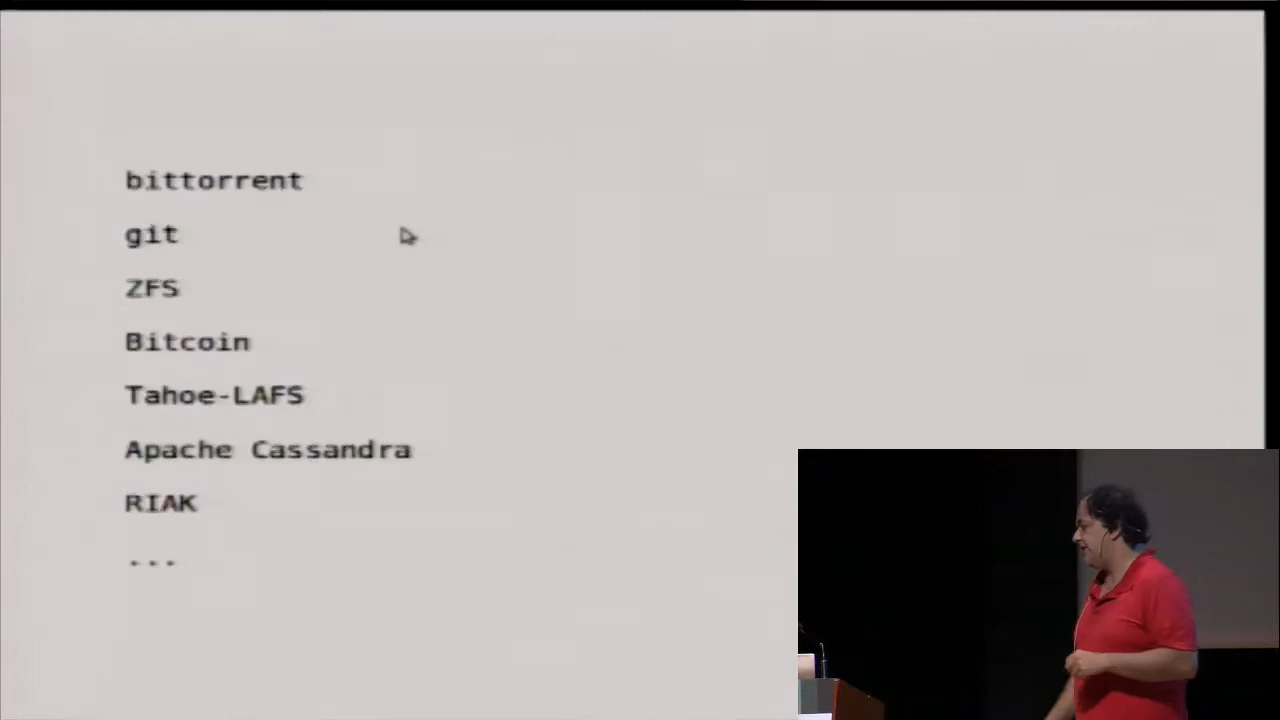 bittorrent
git
ZFS
Bitcoin
Tahoe-LAFS
Apache Cassandra
RIAK
...